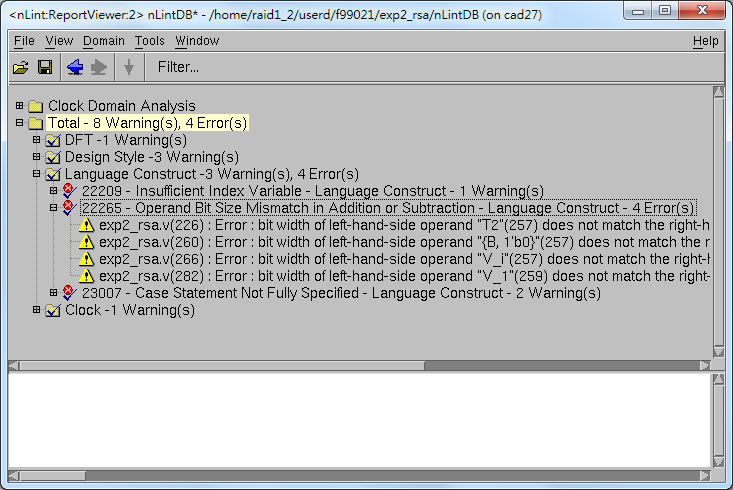 <nLint:ReportViewer:2> nLintDB* - /home/raid1_2/userd/f99021/exp2_rsa/nLintDB (on cad27)
File View Domain Tools Window Help
Filter...
Clock Domain Analysis
Total - 8 Warning(s), 4 Error(s)
DFT -1 Warning(s)
Design Style -3 Warning(s)
Language Construct -3 Warning(s), 4 Error(s)
22209 - Insufficient Index Variable - Language Construct - 1 Warning(s)
22265 - Operand Bit Size Mismatch in Addition or Subtraction - Language Construct - 4 Error(s)
exp2_rsa.v(226) : Error : bit width of left-hand-side operand "T2"(257) does not match the right-h
exp2_rsa.v(260) : Error : bit width of left-hand-side operand "{B, 1'b0}"(257) does not match the r
exp2_rsa.v(266) : Error : bit width of left-hand-side operand "V_i"(257) does not match the right-h
exp2_rsa.v(282) : Error : bit width of left-hand-side operand "V_1"(259) does not match the right-
23007 - Case Statement Not Fully Specified - Language Construct - 2 Warning(s)
Clock -1 Warning(s)